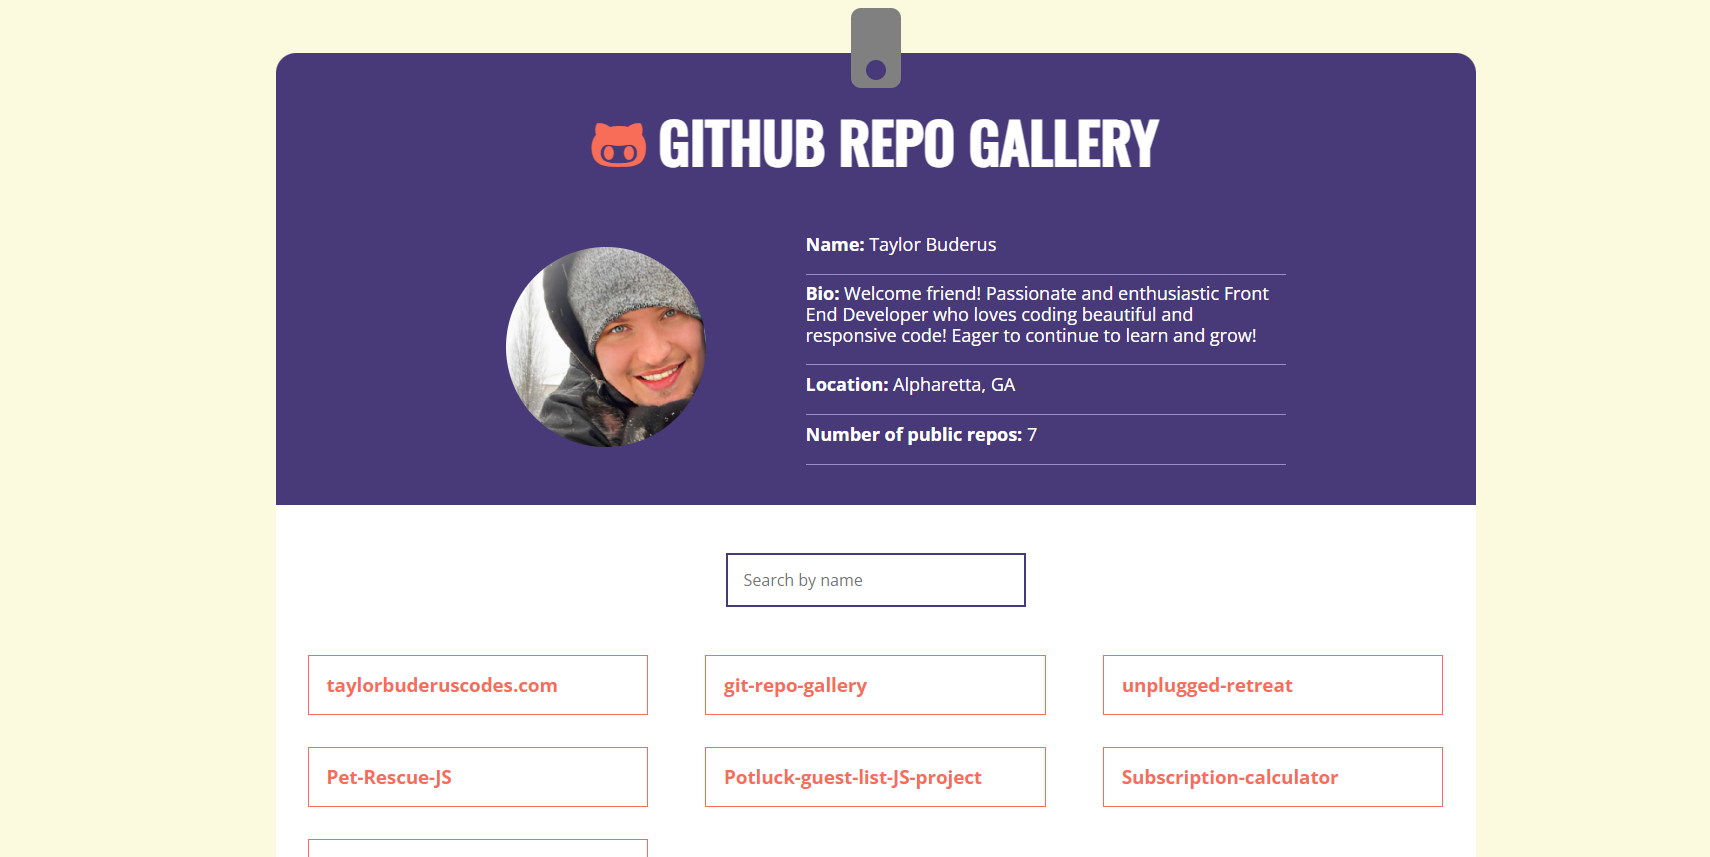 GITHUB REPO GALLERY
Name: Taylor Buderus
Bio: Welcome friend! Passionate and enthusiastic Front
End Developer who loves coding beautiful and
responsive code! Eager to continue to learn and grow!
Location: Alpharetta, GA
Number of public repos: 7
Search by name
taylorbuderuscodes.com
git-repo-gallery
unplugged-retreat
Pet-Rescue-JS
Potluck-guest-list-JS-project
Subscription-calculator